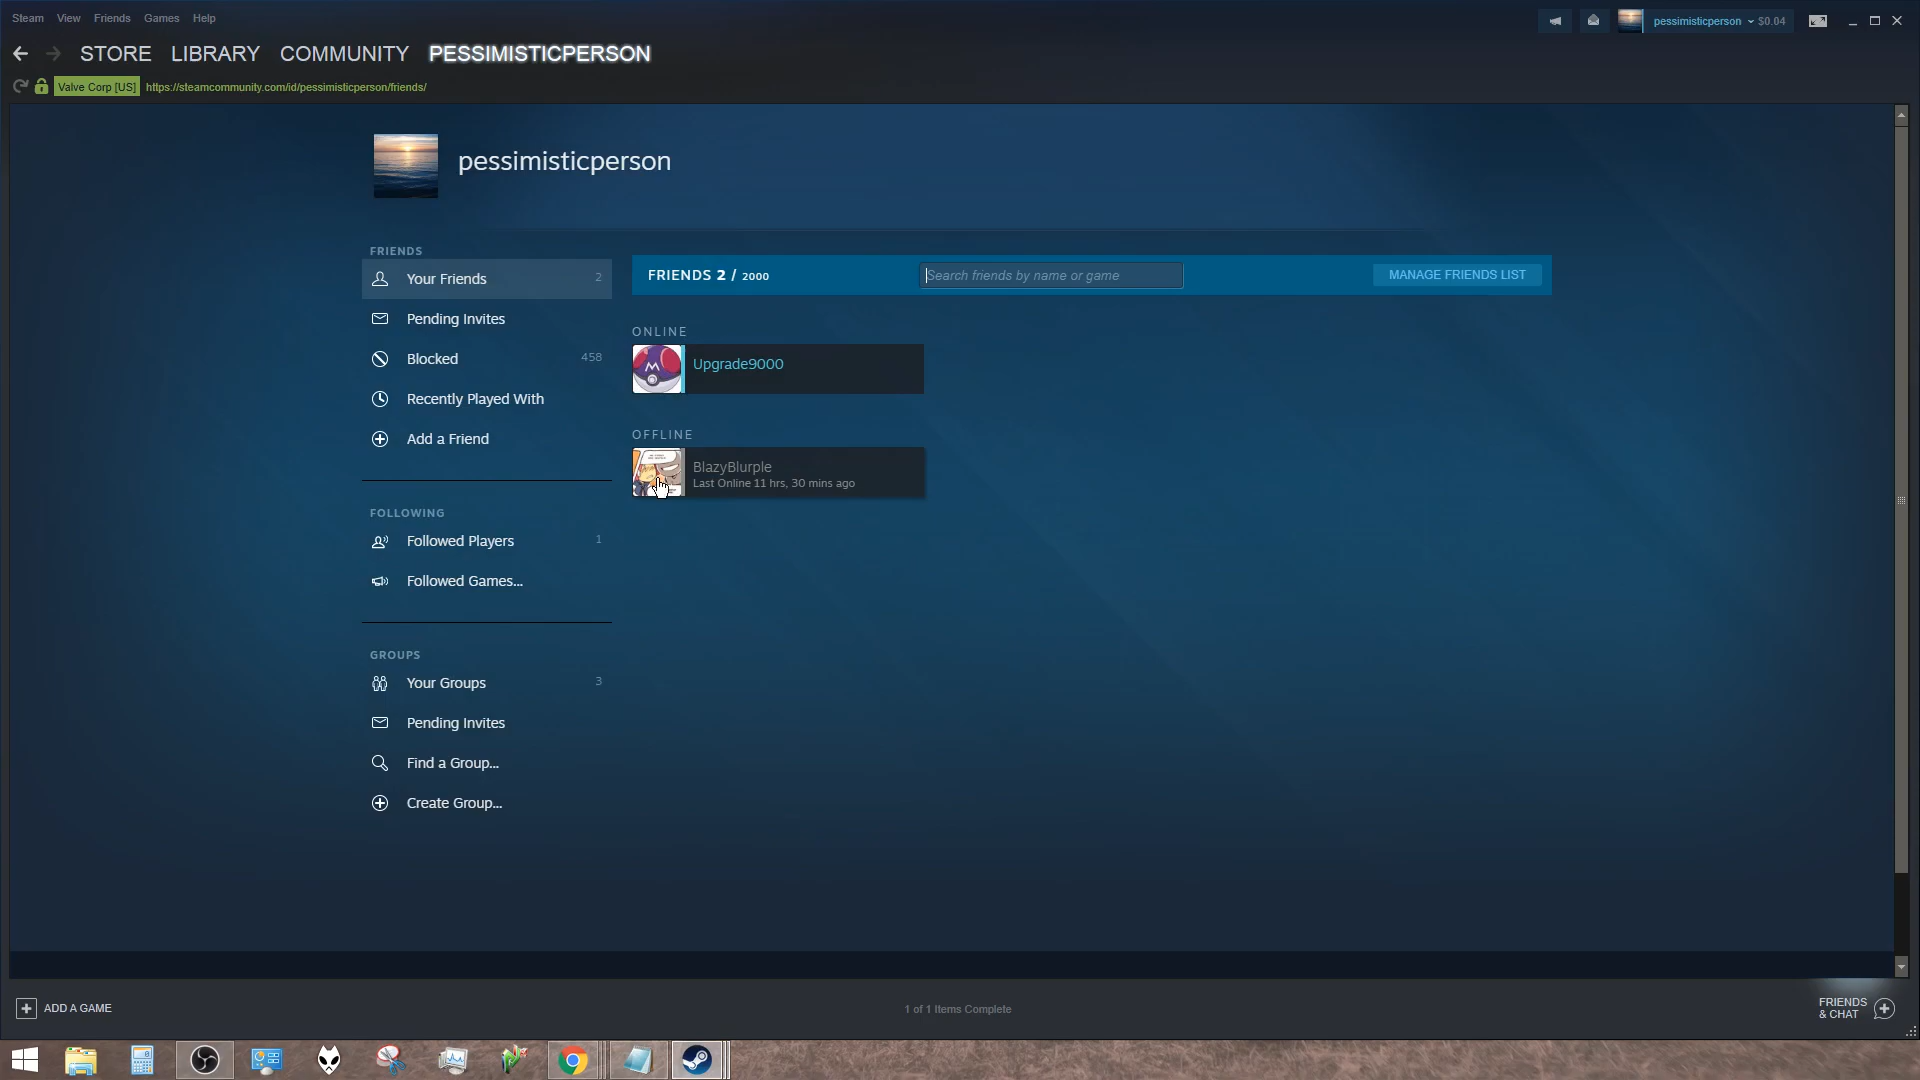 Steam View Friends Games Help
pessimisticperson $0.04
STORE LIBRARY COMMUNITY PESSIMISTICPERSON
Valve Corp [US] https://steamcommunity.com/id/pessimisticperson/friends/
pessimisticperson
FRIENDS
Your Friends 2
Pending Invites
Blocked 458
Recently Played With
Add a Friend
FOLLOWING
Followed Players 1
Followed Games...
GROUPS
Your Groups 3
Pending Invites
Find a Group...
Create Group...
FRIENDS 2 / 2000
Search friends by name or game
MANAGE FRIENDS LIST
ONLINE
M
Upgrade9000
OFFLINE
BlazyBlurple
Last Online 11 hrs, 30 mins ago
ADD A GAME
1 of 1 Items Complete
FRIENDS
& CHAT